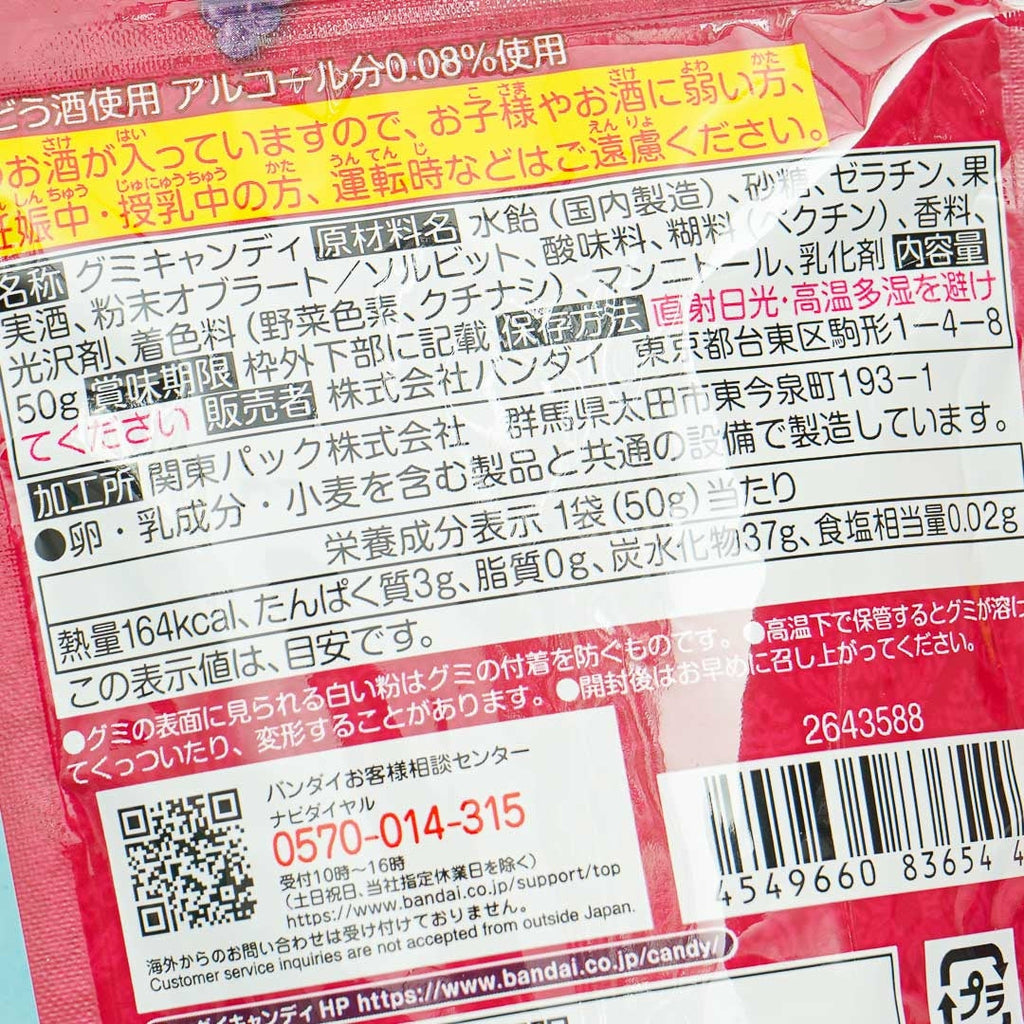 どう酒使用 アルコール分0.08%使用
お酒が入っていますので、お子様やお酒に弱い方、
妊娠中・授乳中の方、運転時などはご遠慮ください。
名称 グミキャンディ 原材料名 水飴(国内製造)、砂糖、ゼラチン、果
実酒、粉末オブラート/ソルビット、酸味料、糊料(ペクチン)、香料、
光沢剤、着色料(野菜色素、クチナシ)、マンニトール、乳化剤 内容量
50g 賞味期限 枠外下部に記載 保存方法 直射日光・高温多湿を避け
てください 販売者 株式会社バンダイ 東京都台東区駒形1-4-8
加工所 関東パック株式会社 群馬県太田市東今泉町193-1
●卵・乳成分・小麦を含む製品と共通の設備で製造しています。
栄養成分表示 1袋(50g)当たり
熱量164kcal、たんぱく質3g、脂質0g、炭水化物37g、食塩相当量0.02g
この表示値は、目安です。
●グミの表面に見られる白い粉はグミの付着を防ぐものです。 ●高温下で保管するとグミが溶け
てくっついたり、変形することがあります。 ●開封後はお早めに召し上がってください。
2643588
バンダイお客様相談センター
ナビダイヤル
0570-014-315
受付10時~16時
(土日祝日、当社指定休業日を除く)
https://www.bandai.co.jp/support/top
海外からのお問い合わせは受け付けておりません。
Customer service inquiries are not accepted from outside Japan.
4549660 83654 4
イキャンディHP https://www.bandai.co.jp/candy/
プラ